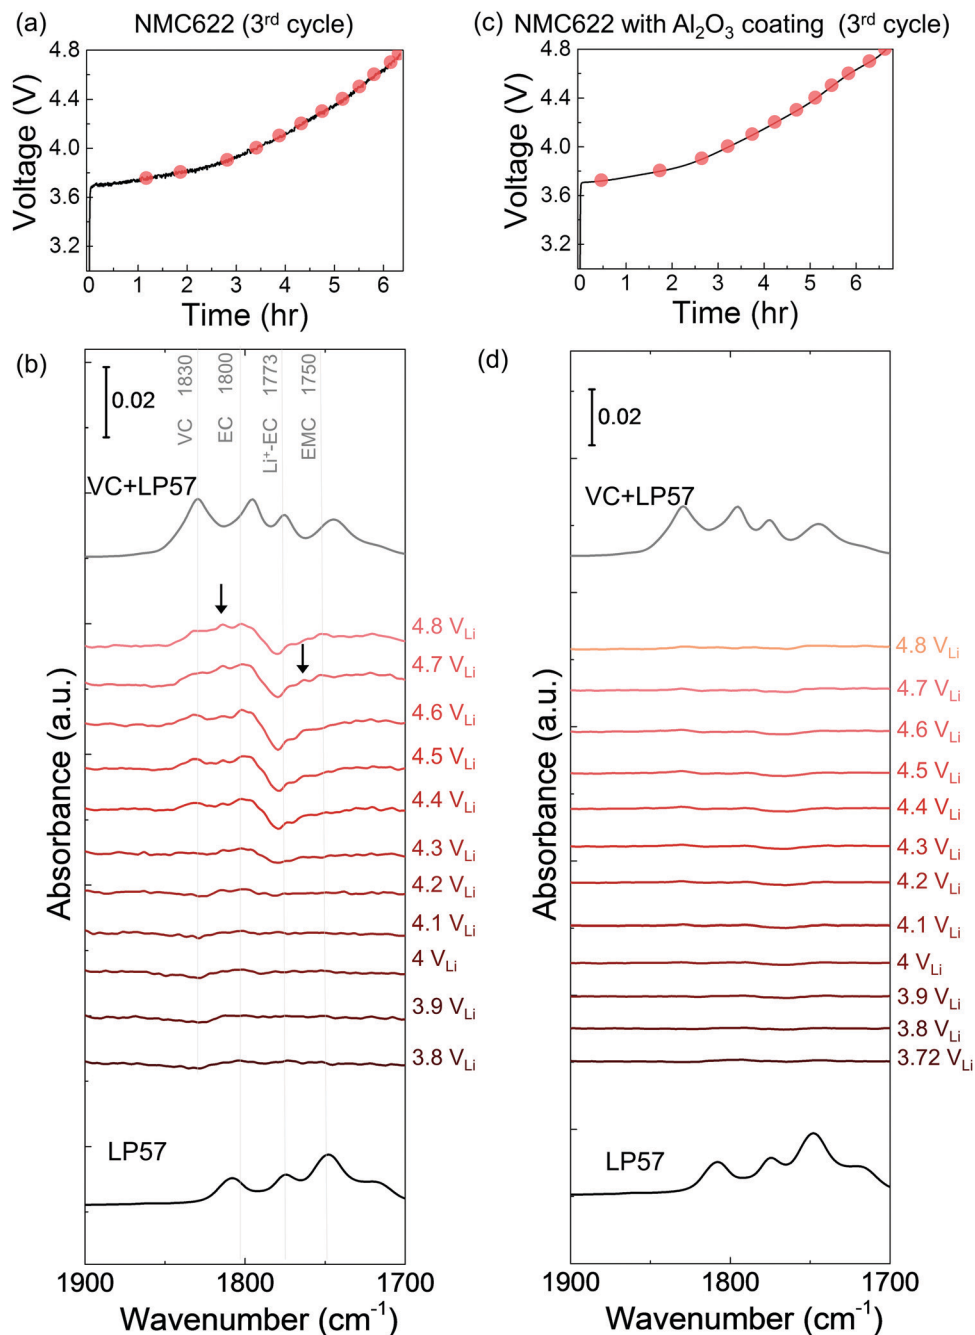 (a) NMC622 (3rd cycle)
4.8
4.4
4.0
3.6
3.2
Voltage (V)
0 1 2 3 4 5 6
Time (hr)
(c) NMC622 with Al2O3 coating (3rd cycle)
4.8
4.4
4.0
3.6
3.2
Voltage (V)
0 1 2 3 4 5 6
Time (hr)
(b)
0.02
VC 1830
EC 1800
Li+-EC 1773
EMC 1750
VC+LP57
4.8 VLi
4.7 VLi
4.6 VLi
4.5 VLi
4.4 VLi
4.3 VLi
4.2 VLi
4.1 VLi
4 VLi
3.9 VLi
3.8 VLi
LP57
Absorbance (a.u.)
1900 1800 1700
Wavenumber (cm-1)
(d)
0.02
VC+LP57
4.8 VLi
4.7 VLi
4.6 VLi
4.5 VLi
4.4 VLi
4.3 VLi
4.2 VLi
4.1 VLi
4 VLi
3.9 VLi
3.8 VLi
3.72 VLi
LP57
Absorbance (a.u.)
1900 1800 1700
Wavenumber (cm-1)